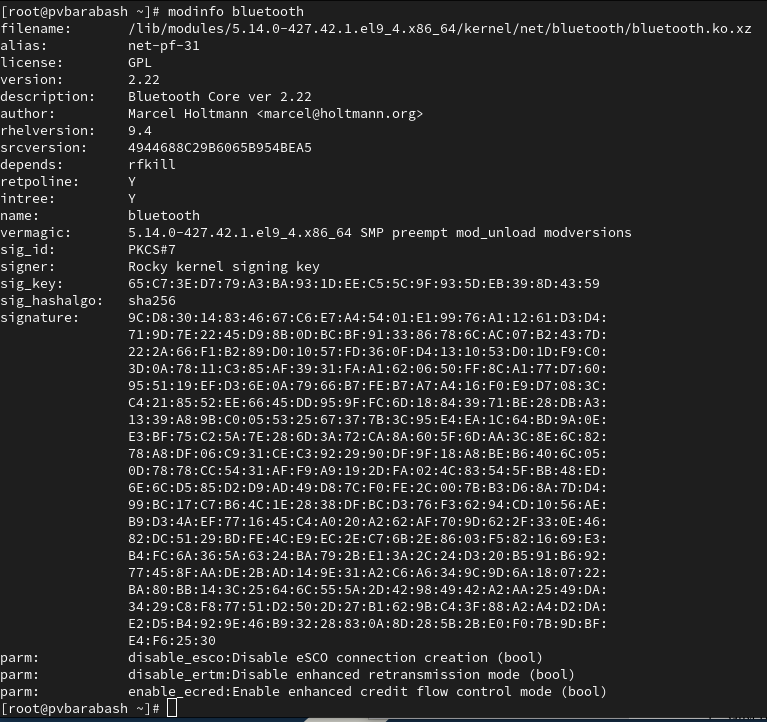 [root@pvbarabash ~]# modinfo bluetooth
filename:       /lib/modules/5.14.0-427.42.1.el9_4.x86_64/kernel/net/bluetooth/bluetooth.ko.xz
alias:          net-pf-31
license:        GPL
version:        2.22
description:    Bluetooth Core ver 2.22
author:         Marcel Holtmann <marcel@holtmann.org>
rhelversion:    9.4
srcversion:     4944688C29B6065B954BEA5
depends:        rfkill
retpoline:      Y
intree:         Y
name:           bluetooth
vermagic:       5.14.0-427.42.1.el9_4.x86_64 SMP preempt mod_unload modversions
sig_id:         PKCS#7
signer:         Rocky kernel signing key
sig_key:        65:C7:3E:D7:79:A3:BA:93:1D:EE:C5:5C:9F:93:5D:EB:39:8D:43:59
sig_hashalgo:   sha256
signature:      9C:D8:30:14:83:46:67:C6:E7:A4:54:01:E1:99:76:A1:12:61:D3:D4:
                71:9D:7E:22:45:D9:8B:0D:BC:BF:91:33:86:78:6C:AC:07:B2:43:7D:
                22:2A:66:F1:B2:89:D0:10:57:FD:36:0F:D4:13:10:53:D0:1D:F9:C0:
                3D:0A:78:11:C3:85:AF:39:31:FA:A1:62:06:50:FF:8C:A1:77:D7:60:
                95:51:19:EF:D3:6E:0A:79:66:B7:FE:B7:A7:A4:16:F0:E9:D7:08:3C:
                C4:21:85:52:EE:66:45:DD:95:9F:FC:6D:18:84:39:71:BE:28:DB:A3:
                13:39:A8:9B:C0:05:53:25:67:37:7B:3C:95:E4:EA:1C:64:BD:9A:0E:
                E3:BF:75:C2:5A:7E:28:6D:3A:72:CA:8A:60:5F:6D:AA:3C:8E:6C:82:
                78:A8:DF:06:C9:31:CE:C3:92:29:90:DF:9F:18:A8:BE:B6:40:6C:05:
                0D:78:78:CC:54:31:AF:F9:A9:19:2D:FA:02:4C:83:54:5F:BB:48:ED:
                6E:6C:D5:85:D2:D9:AD:49:D8:7C:F0:FE:2C:00:7B:B3:D6:8A:7D:D4:
                99:BC:17:C7:B6:4C:1E:28:38:DF:BC:D3:76:F3:62:94:CD:10:56:AE:
                B9:D3:4A:EF:77:16:45:C4:A0:20:A2:62:AF:70:9D:62:2F:33:0E:46:
                82:DC:51:29:BD:FE:4C:E9:EC:2E:C7:6B:2E:86:03:F5:82:16:69:E3:
                B4:FC:6A:36:5A:63:24:BA:79:2B:E1:3A:2C:24:D3:20:B5:91:B6:92:
                77:45:8F:AA:DE:2B:AD:14:9E:31:A2:C6:A6:34:9C:9D:6A:18:07:22:
                BA:80:BB:14:3C:25:64:6C:55:5A:2D:42:98:49:42:A2:AA:25:49:DA:
                34:29:C8:F8:77:51:D2:50:2D:27:B1:62:9B:C4:3F:88:A2:A4:D2:DA:
                E2:D5:B4:92:9E:46:B9:32:28:83:0A:8D:28:5B:2B:E0:F0:7B:9D:BF:
                E4:F6:25:30
parm:           disable_esco:Disable eSCO connection creation (bool)
parm:           disable_ertm:Disable enhanced retransmission mode (bool)
parm:           enable_ecred:Enable enhanced credit flow control mode (bool)
[root@pvbarabash ~]#